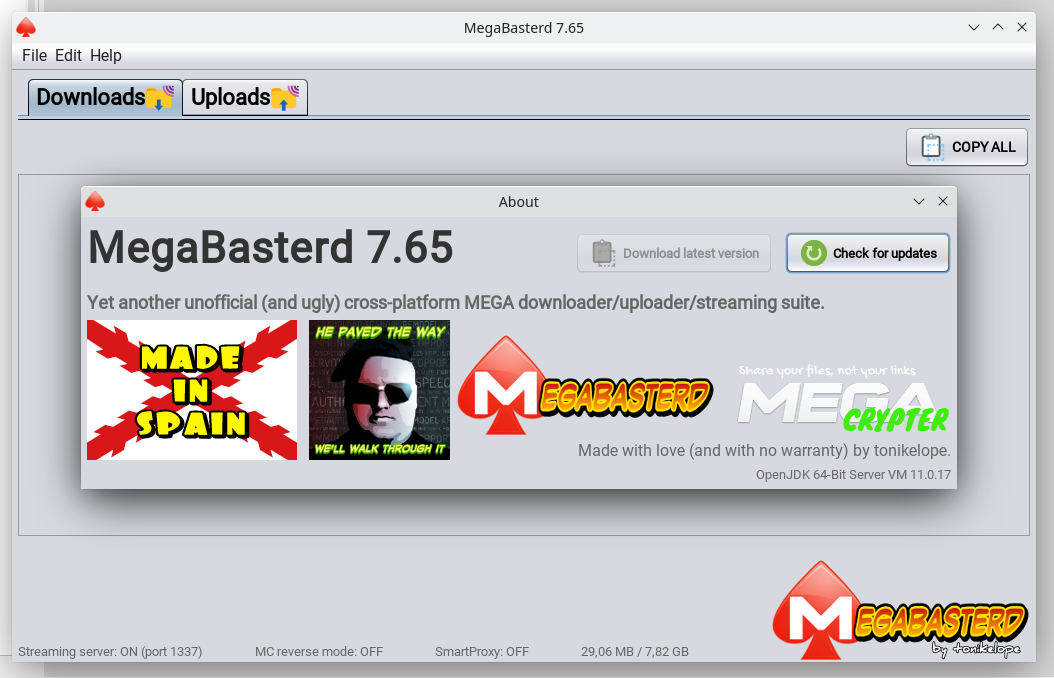 MegaBasterd 7.65
File Edit Help
Downloads Uploads
COPY ALL
About
MegaBasterd 7.65
Download latest version
Check for updates
Yet another unofficial (and ugly) cross-platform MEGA downloader/uploader/streaming suite.
MADE
IN
SPAIN
HE PAVED THE WAY
WE'LL WALK THROUGH IT
MEGABASTERD
Share your files, not your links
MEGA
CRYPTER
Made with love (and with no warranty) by tonikelope.
OpenJDK 64-Bit Server VM 11.0.17
MEGABASTERD
by tonikelope
Streaming server: ON (port 1337) MC reverse mode: OFF SmartProxy: OFF 29,06 MB / 7,82 GB